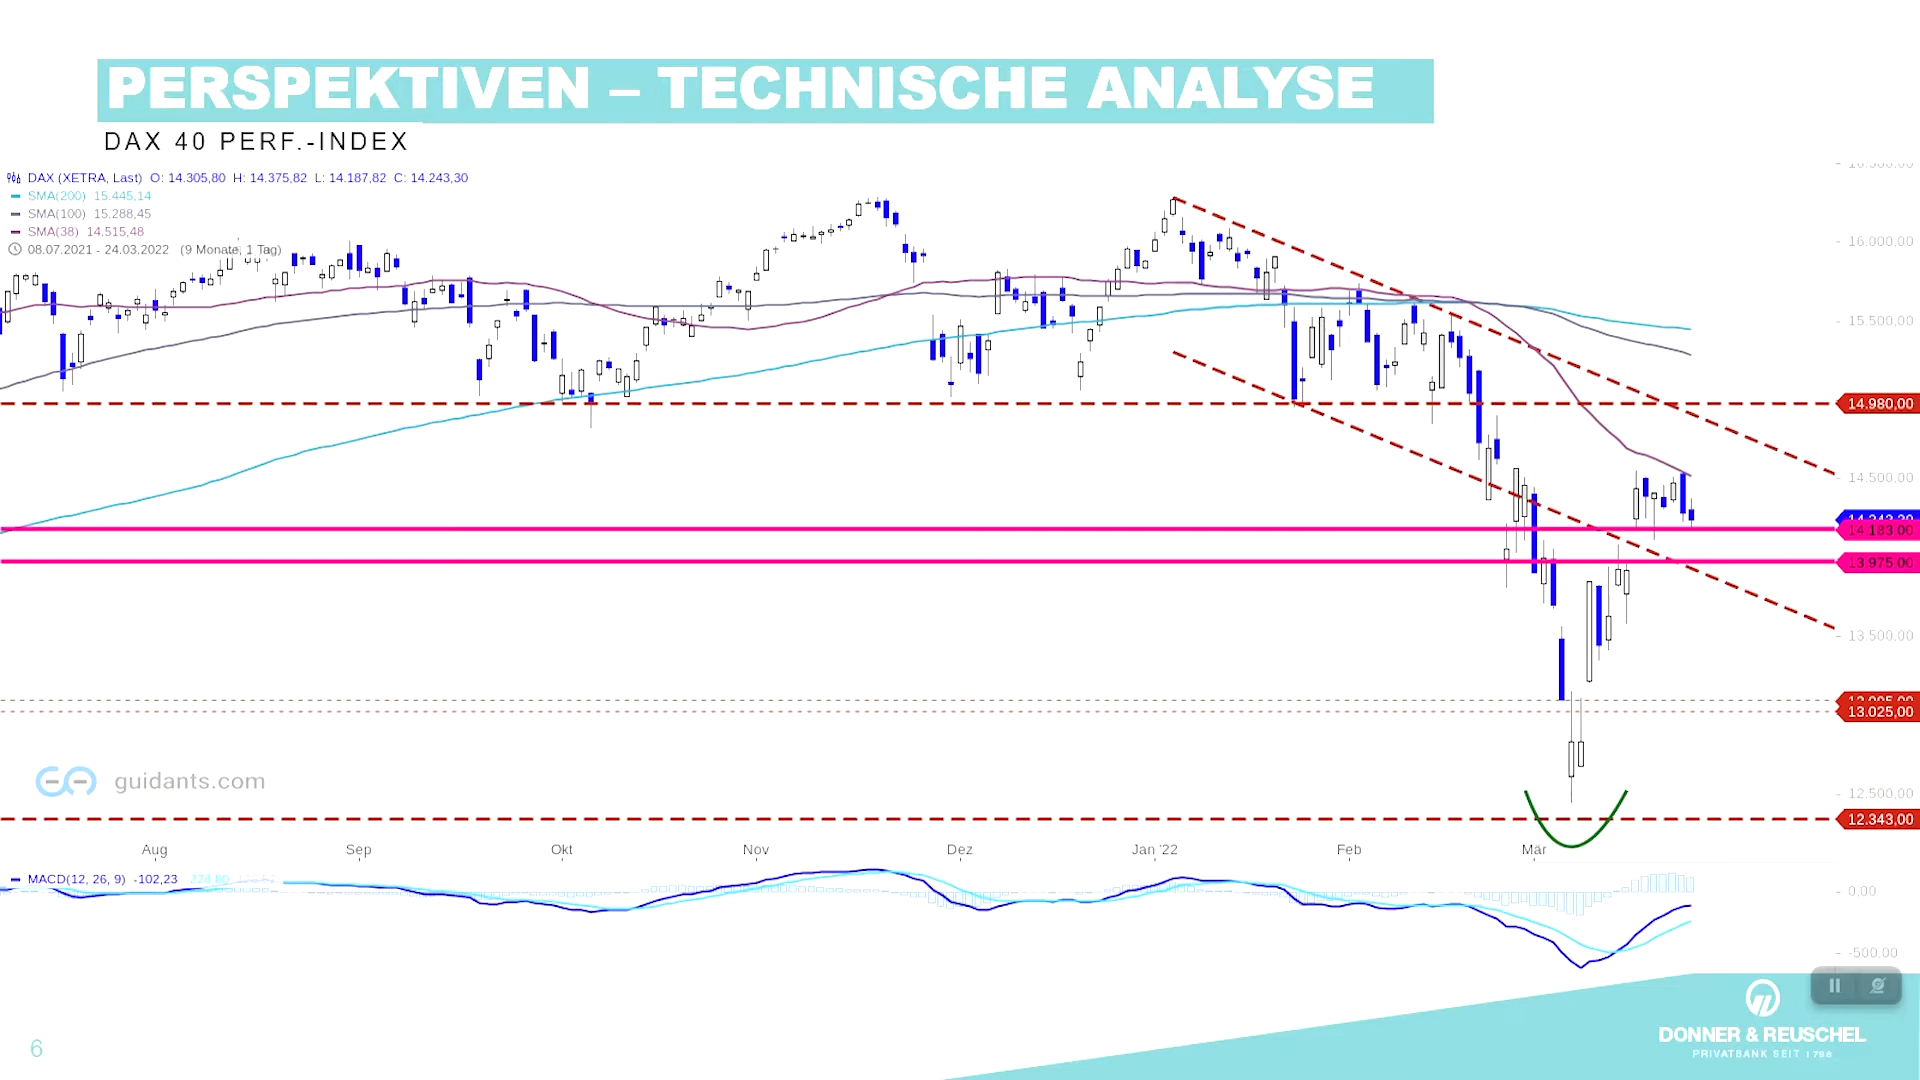 PERSPEKTIVEN – TECHNISCHE ANALYSE
DAX 40 PERF.-INDEX
DAX (XETRA, Last) O: 14.305,80 H: 14.375,82 L: 14.187,82 C: 14.243,30
SMA(200) 15.445,14
SMA(100) 15.288,45
SMA(38) 14.515,48
08.07.2021 - 24.03.2022 (9 Monate, 1 Tag)
16.000,00
15.500,00
14.980,00
14.500,00
14.183,00
13.975,00
13.500,00
13.025,00
12.500,00
12.343,00
guidants.com
Aug Sep Okt Nov Dez Jan '22 Feb Mär
MACD(12, 26, 9) -102,23
0.00
-500.00
DONNER & REUSCHEL
PRIVATBANK SEIT 1798
6